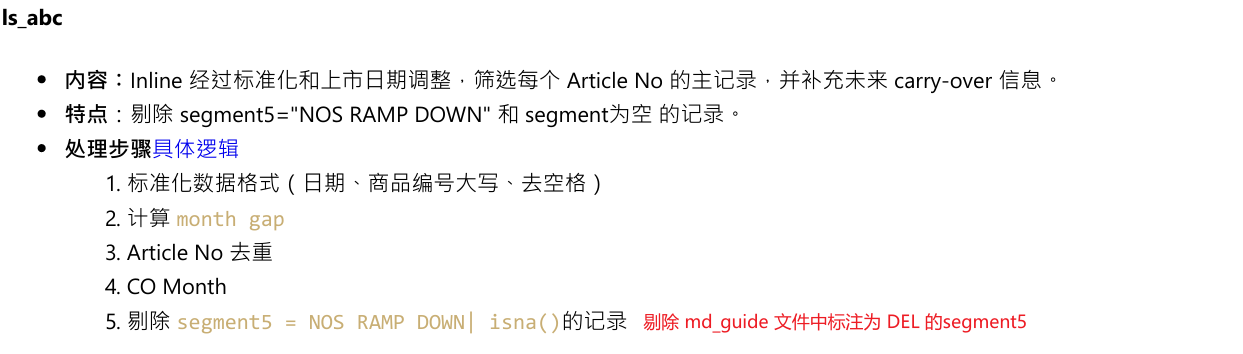 ls_abc
• 内容：Inline 经过标准化和上市日期调整，筛选每个 Article No 的主记录，并补充未来 carry-over 信息。
• 特点：剔除 segment5="NOS RAMP DOWN" 和 segment为空 的记录。
• 处理步骤具体逻辑
1. 标准化数据格式（日期、商品编号大写、去空格）
2. 计算 month gap
3. Article No 去重
4. CO Month
5. 剔除 segment5 = NOS RAMP DOWN| isna()的记录 剔除 md_guide 文件中标注为 DEL 的segment5